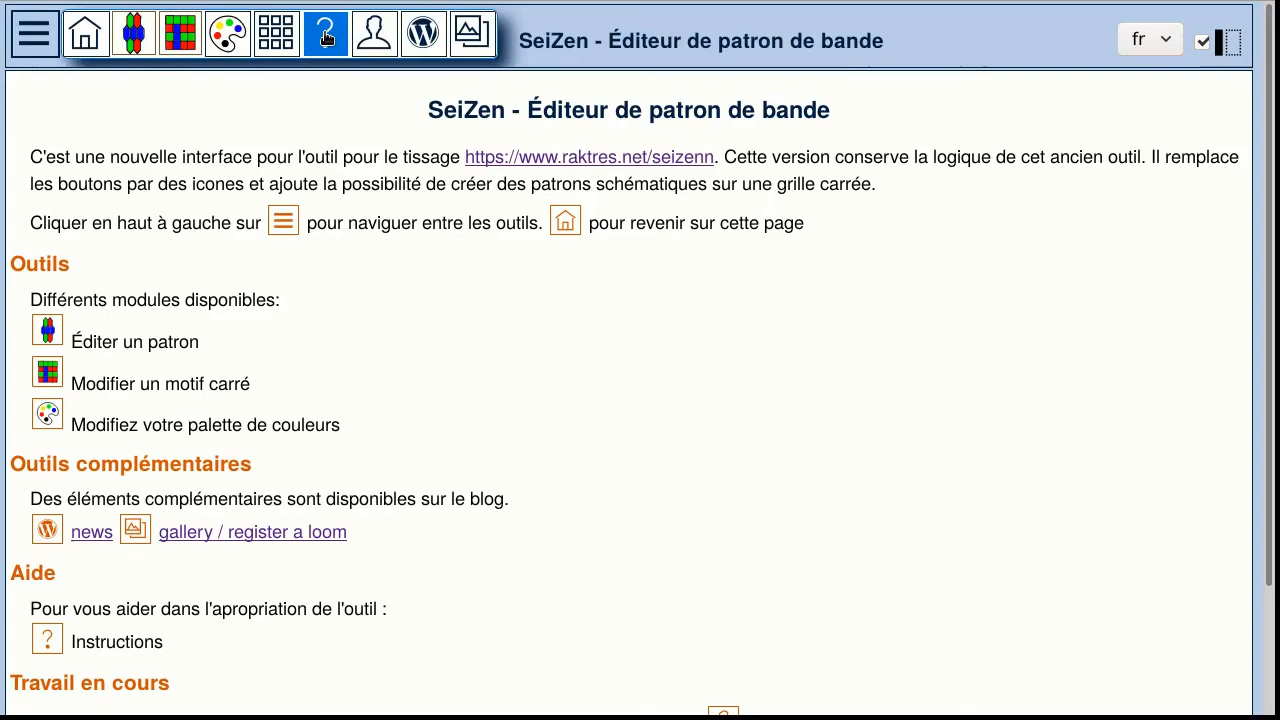 SeiZen - Éditeur de patron de bande
fr
SeiZen - Éditeur de patron de bande
C'est une nouvelle interface pour l'outil pour le tissage https://www.raktres.net/seizenn. Cette version conserve la logique de cet ancien outil. Il remplace
les boutons par des icones et ajoute la possibilité de créer des patrons schématiques sur une grille carrée.
Cliquer en haut à gauche sur pour naviguer entre les outils. pour revenir sur cette page
Outils
Différents modules disponibles:
Éditer un patron
Modifier un motif carré
Modifiez votre palette de couleurs
Outils complémentaires
Des éléments complémentaires sont disponibles sur le blog.
news gallery / register a loom
Aide
Pour vous aider dans l'apropriation de l'outil :
? Instructions
Travail en cours